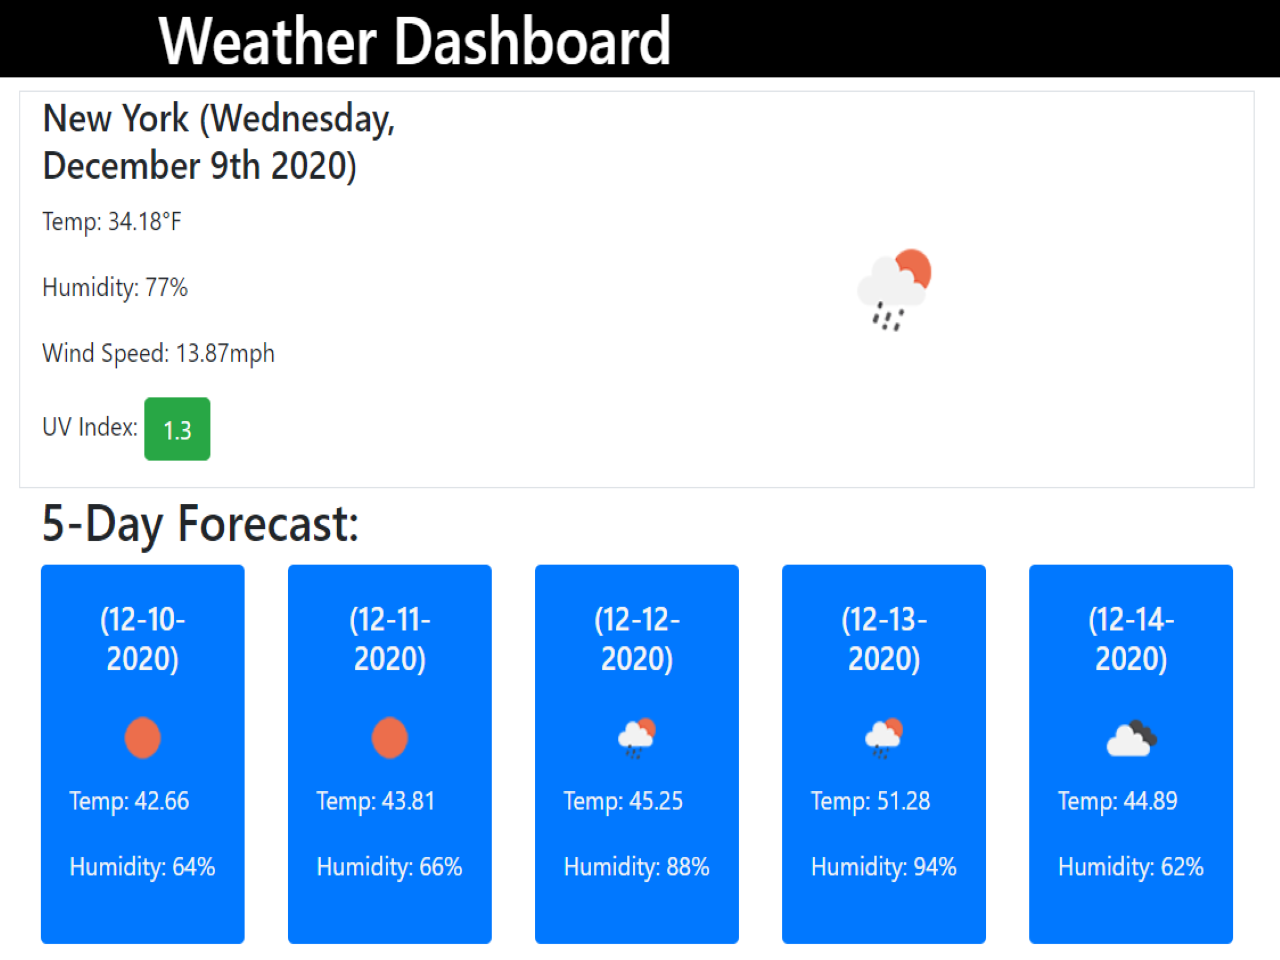 Weather Dashboard
New York (Wednesday,
December 9th 2020)
Temp: 34.18°F
Humidity: 77%
Wind Speed: 13.87mph
UV Index: 1.3
5-Day Forecast:
(12-10-
2020)
Temp: 42.66
Humidity: 64%
(12-11-
2020)
Temp: 43.81
Humidity: 66%
(12-12-
2020)
Temp: 45.25
Humidity: 88%
(12-13-
2020)
Temp: 51.28
Humidity: 94%
(12-14-
2020)
Temp: 44.89
Humidity: 62%